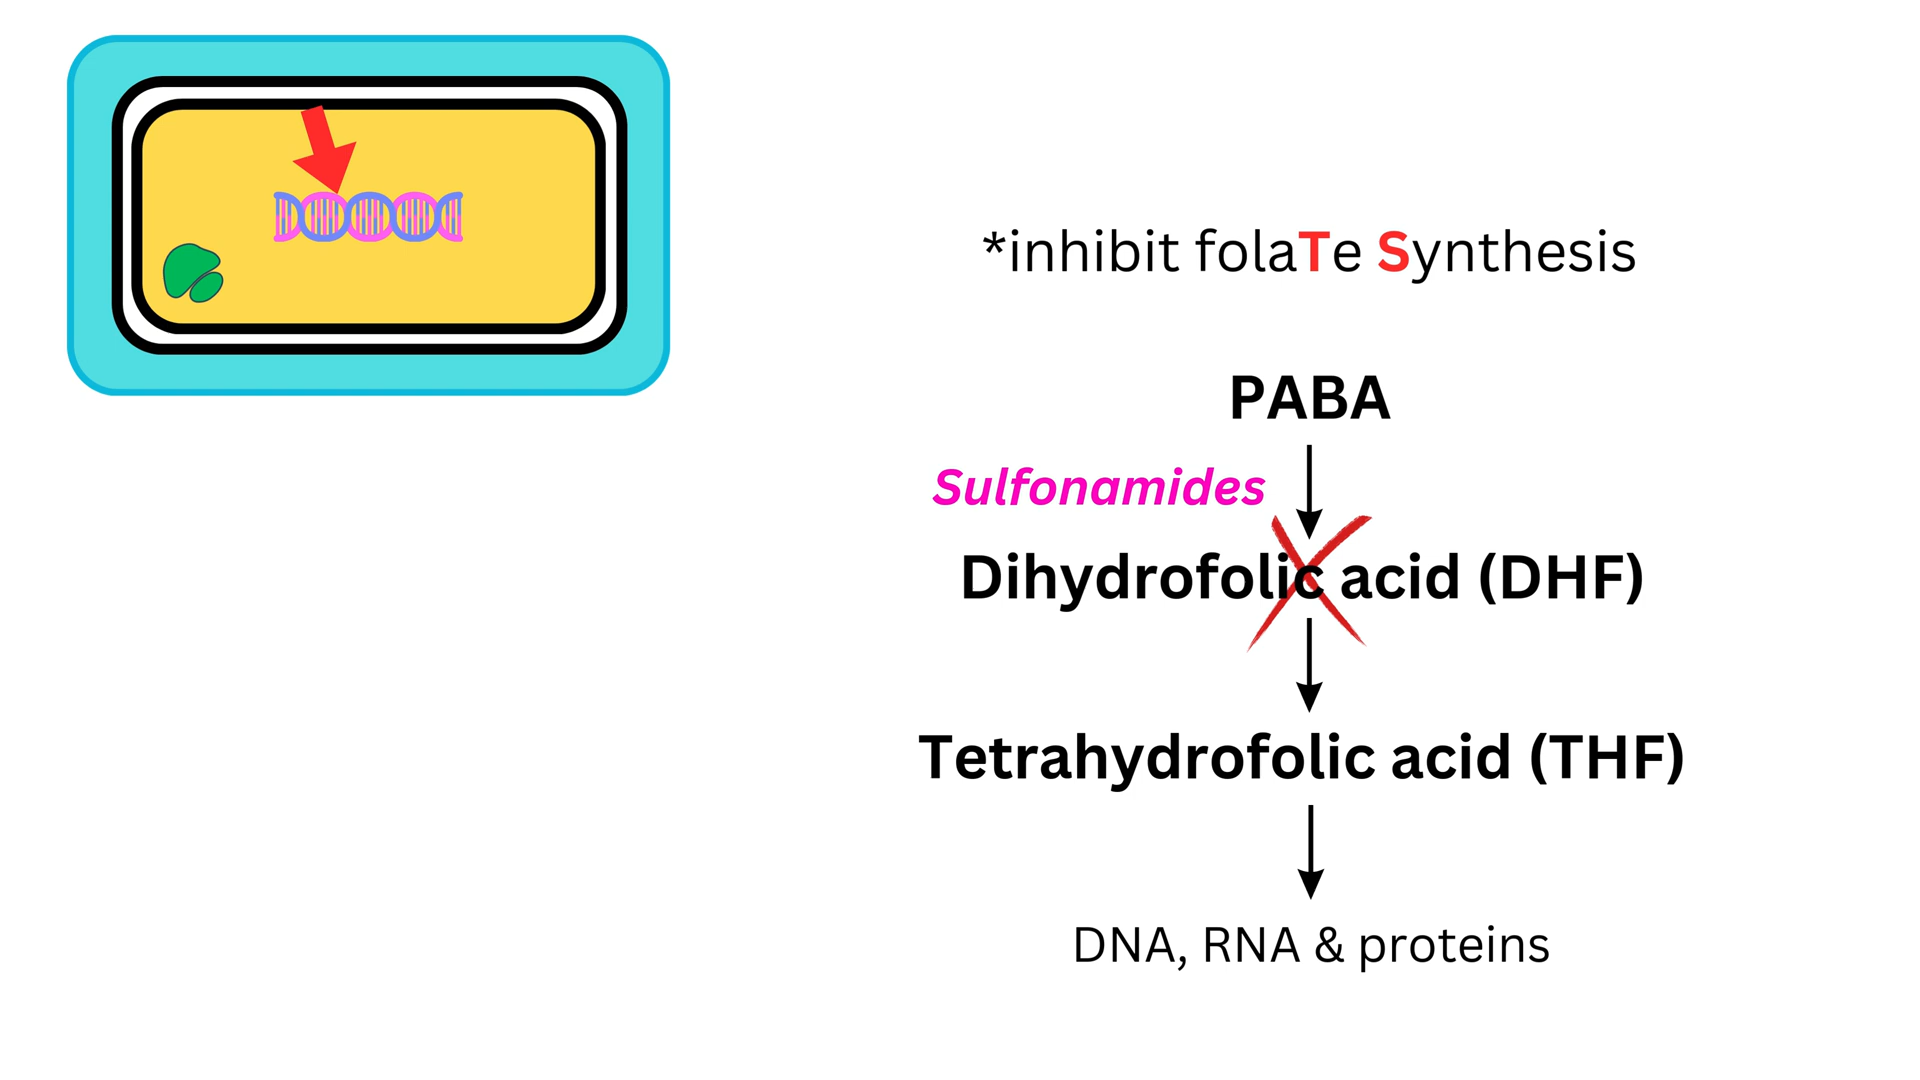 *inhibit folaTe Synthesis
PABA
Sulfonamides
Dihydrofolic acid (DHF)
Tetrahydrofolic acid (THF)
DNA, RNA & proteins